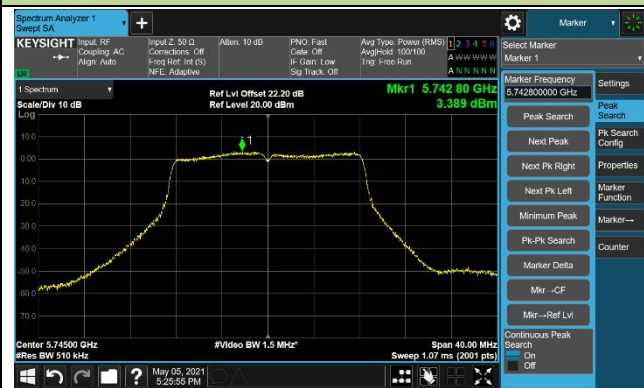 Spectrum Analyzer 1
Swept SA
Marker
KEYSIGHT
Input: RF
Coupling: AC
Align: Auto
Input Z: 50 Ω
Corrections: Off
Freq Ref: Int (S)
NFE: Adaptive
Atten: 10 dB
PNO: Fast
Gate: Off
IF Gain: Low
Sig Track: Off
Avg Type: Power (RMS)
Avg|Hold: 100/100
Trig: Free Run
1 2 3 4 5 6
A W W W W W
A N N N N N
Select Marker
Marker 1
1 Spectrum
Scale/Div 10 dB
Log
Ref Lvl Offset 22.20 dB
Ref Level 20.00 dBm
Mkr1 5.742 80 GHz
3.389 dBm
10.0
0.00
-10.0
-20.0
-30.0
-40.0
-50.0
-60.0
-70.0
1
Center 5.74500 GHz
#Res BW 510 kHz
#Video BW 1.5 MHz*
Span 40.00 MHz
Sweep 1.07 ms (2001 pts)
Marker Frequency
5.742800000 GHz
Peak Search
Next Peak
Next Pk Right
Next Pk Left
Minimum Peak
Pk-Pk Search
Marker Delta
Mkr→CF
Mkr→Ref Lvl
Continuous Peak
Search
On
Off
Settings
Peak
Search
Pk Search
Config
Properties
Marker
Function
Marker→
Counter
May 05, 2021
5:25:55 PM